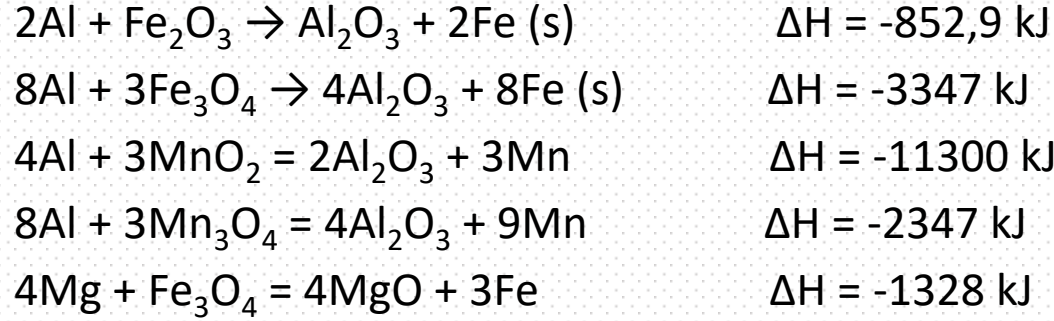 2Al + Fe₂O₃ → Al₂O₃ + 2Fe (s) ΔH = -852,9 kJ
8Al + 3Fe₃O₄ → 4Al₂O₃ + 8Fe (s) ΔH = -3347 kJ
4Al + 3MnO₂ = 2Al₂O₃ + 3Mn ΔH = -11300 kJ
8Al + 3Mn₃O₄ = 4Al₂O₃ + 9Mn ΔH = -2347 kJ
4Mg + Fe₃O₄ = 4MgO + 3Fe ΔH = -1328 kJ